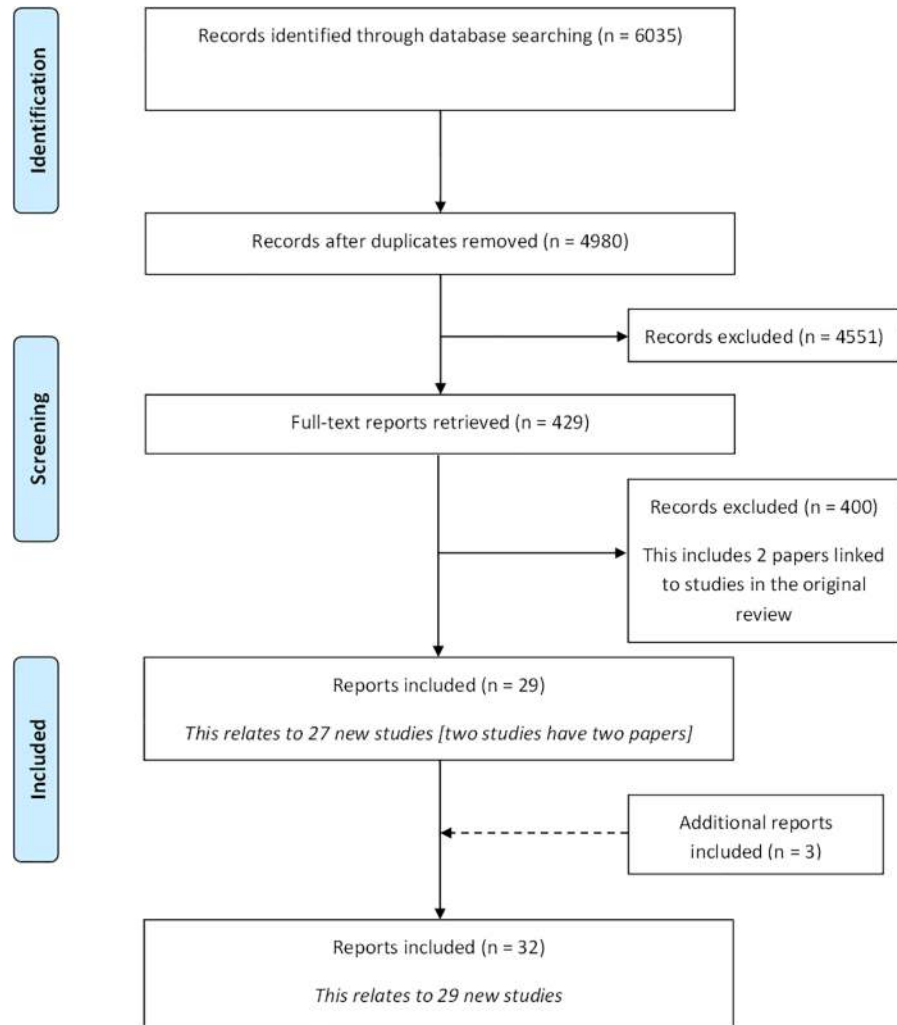 Identification
Records identified through database searching (n = 6035)
Records after duplicates removed (n = 4980)
Screening
Records excluded (n = 4551)
Full-text reports retrieved (n = 429)
Records excluded (n = 400)
This includes 2 papers linked
to studies in the original
review
Included
Reports included (n = 29)
This relates to 27 new studies [two studies have two papers]
Additional reports
included (n = 3)
Reports included (n = 32)
This relates to 29 new studies